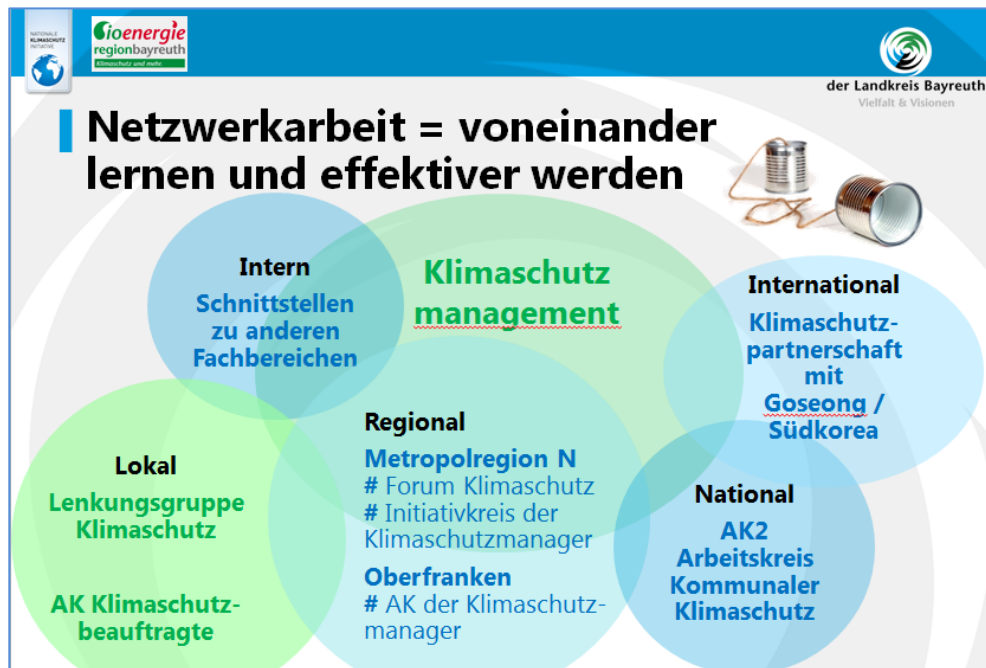 NATIONALE
KLIMASCHUTZ
INITIATIVE
Bioenergie
regionbayreuth
Klimaschutz und mehr.
der Landkreis Bayreuth
Vielfalt & Visionen
Netzwerkarbeit = voneinander
lernen und effektiver werden
Intern
Schnittstellen
zu anderen
Fachbereichen
Klimaschutz
management
International
Klimaschutz-
partnerschaft
mit
Goseong /
Südkorea
Lokal
Lenkungsgruppe
Klimaschutz
AK Klimaschutz-
beauftragte
Regional
Metropolregion N
# Forum Klimaschutz
# Initiativkreis der
Klimaschutzmanager
Oberfranken
# AK der Klimaschutz-
manager
National
AK2
Arbeitskreis
Kommunaler
Klimaschutz